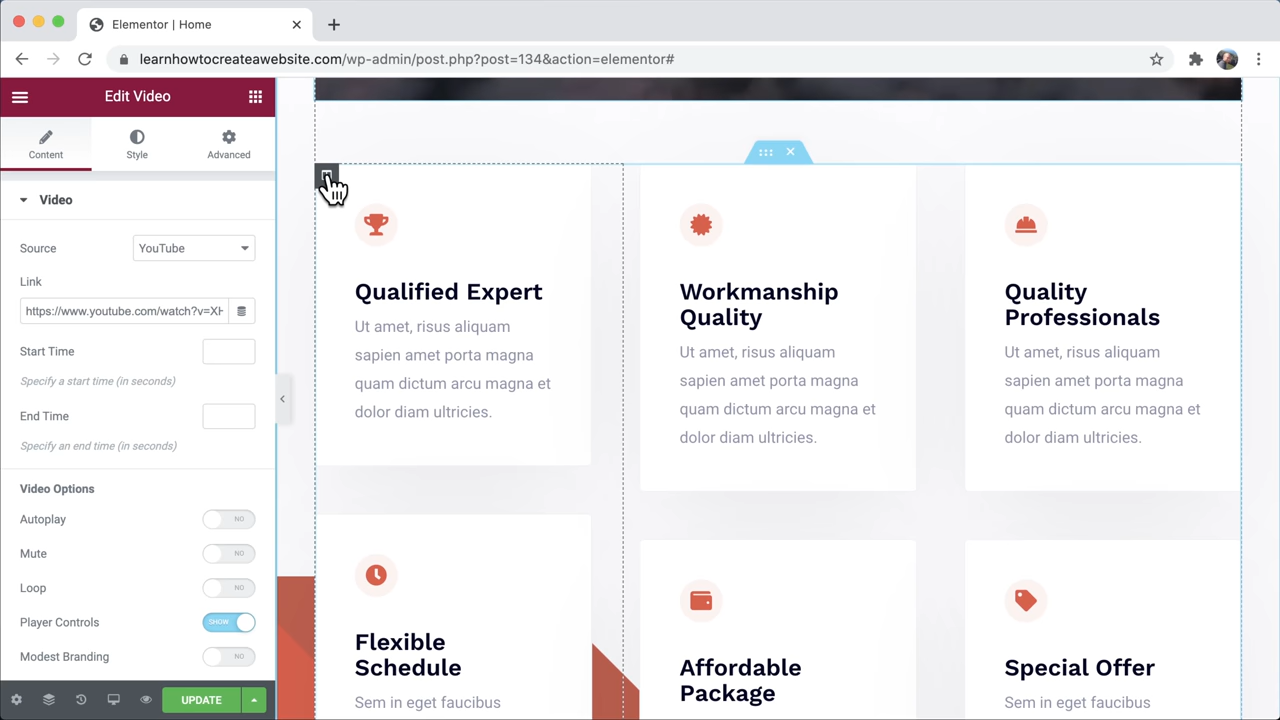 Elementor | Home
learnhowtocreateawebsite.com/wp-admin/post.php?post=134&action=elementor#
Edit Video
Content
Style
Advanced
Video
Source
YouTube
Link
https://www.youtube.com/watch?v=XH
Start Time
Specify a start time (in seconds)
End Time
Specify an end time (in seconds)
Video Options
Autoplay
NO
Mute
NO
Loop
NO
Player Controls
SHOW
Modest Branding
NO
UPDATE
Qualified Expert
Ut amet, risus aliquam
sapien amet porta magna
quam dictum arcu magna et
dolor diam ultricies.
Workmanship
Quality
Ut amet, risus aliquam
sapien amet porta magna
quam dictum arcu magna et
dolor diam ultricies.
Quality
Professionals
Ut amet, risus aliquam
sapien amet porta magna
quam dictum arcu magna et
dolor diam ultricies.
Flexible
Schedule
Sem in eget faucibus
Affordable
Package
Special Offer
Sem in eget faucibus